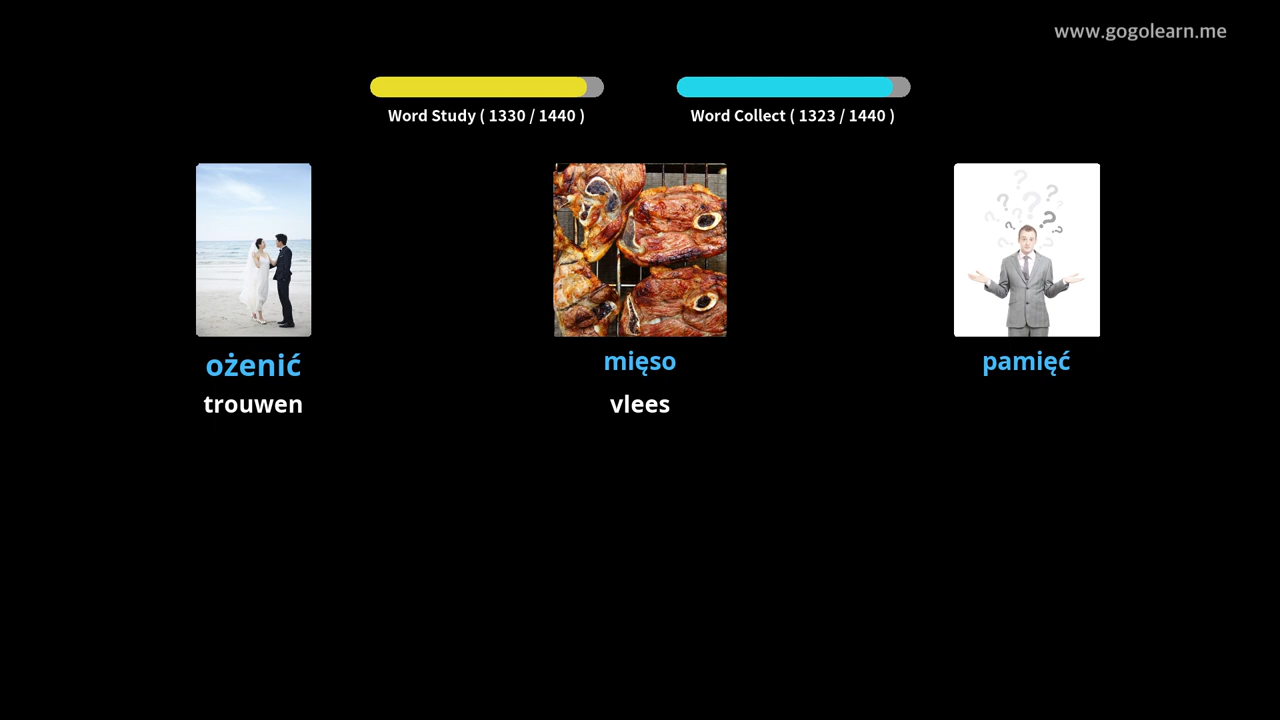 www.gogolearn.me
Word Study ( 1330 / 1440 )
Word Collect ( 1323 / 1440 )
ożenić
mięso
pamięć
trouwen
vlees